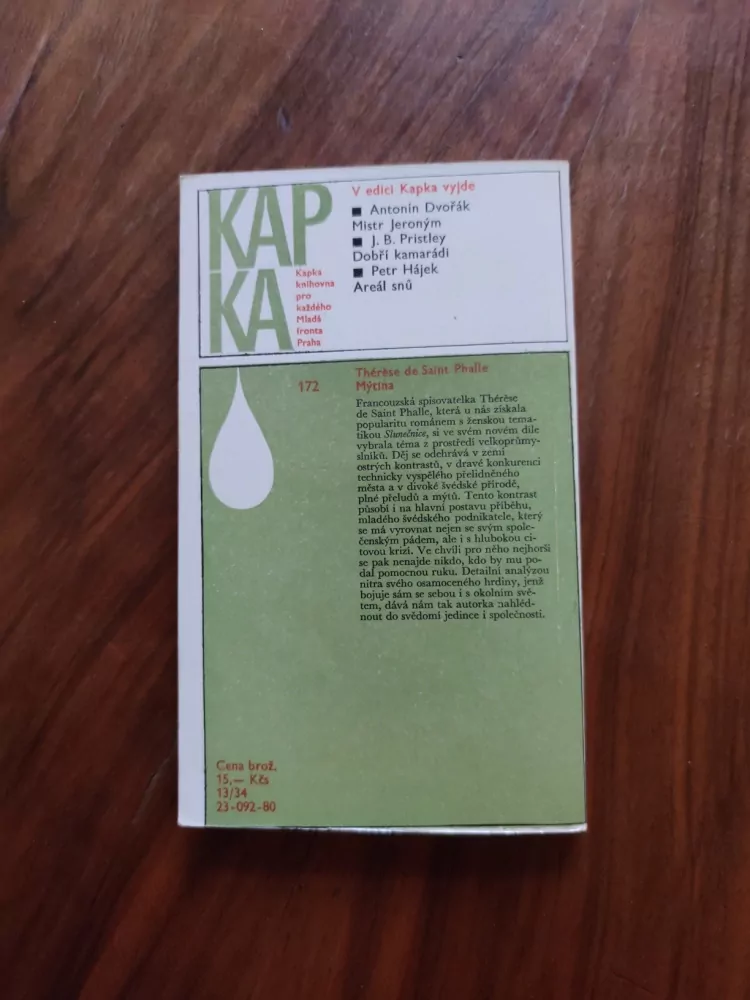 KAP
KA
Kapka
knihovna
pro
každého
Mladá
fronta
Praha
V edici Kapka vyjde
■ Antonín Dvořák
Mistr Jeroným
■ J. B. Pristley
Dobří kamarádi
■ Petr Hájek
Areál snů
172
Thérèse de Saint Phalle
Mýtina
Francouzská spisovatelka Thérèse
de Saint Phalle, která u nás získala
popularitu románem s ženskou tema-
tikou Slunečnice, si ve svém novém díle
vybrala téma z prostředí velkoprůmy-
slníků. Děj se odehrává v zemi
ostrých kontrastů, v dravé konkurenci
technicky vyspělého přelidněného
města a v divoké švédské přírodě,
plné přeludů a mýtů. Tento kontrast
působí i na hlavní postavu příběhu,
mladého švédského podnikatele, který
se má vyrovnat nejen se svým spole-
čenským pádem, ale i s hlubokou ci-
tovou krizí. Ve chvíli pro něho nejhorší
se pak nenajde nikdo, kdo by mu po-
dal pomocnou ruku. Detailní analýzou
nitra svého osamoceného hrdiny, jenž
bojuje sám se sebou i s okolním svě-
tem, dává nám tak autorka nahléd-
nout do svědomí jedince i společnosti.
Cena brož.
15,— Kčs
13/34
23-092-80